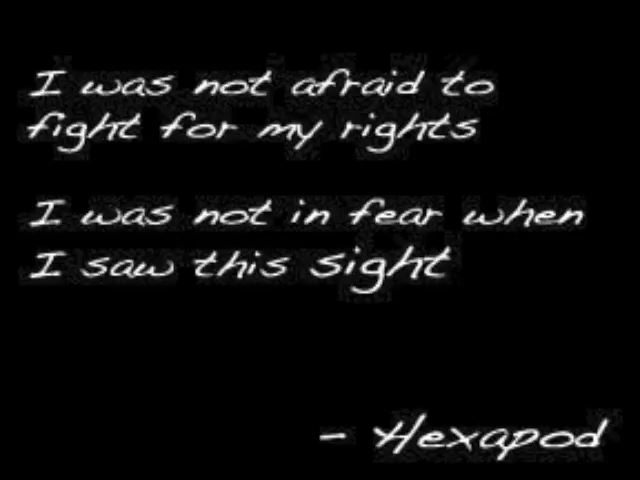 I was not afraid to
fight for my rights
I was not in fear when
I saw this sight
- Hexapod